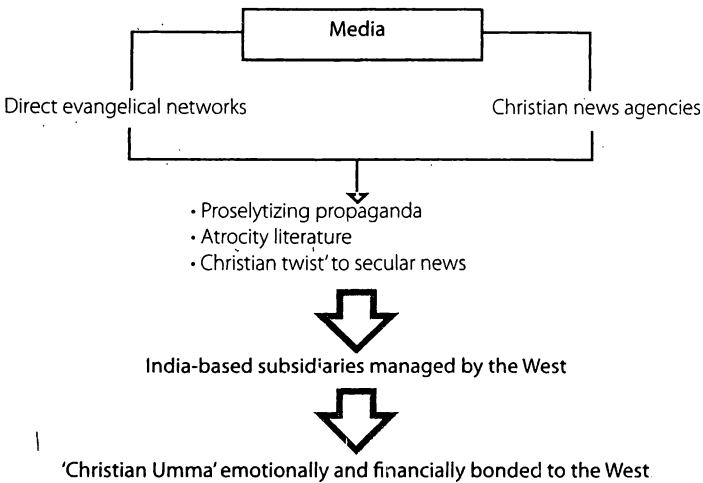 Media
Direct evangelical networks
Christian news agencies
• Proselytizing propaganda
• Atrocity literature
• Christian twist' to secular news
India-based subsidiaries managed by the West
'Christian Umma' emotionally and financially bonded to the West